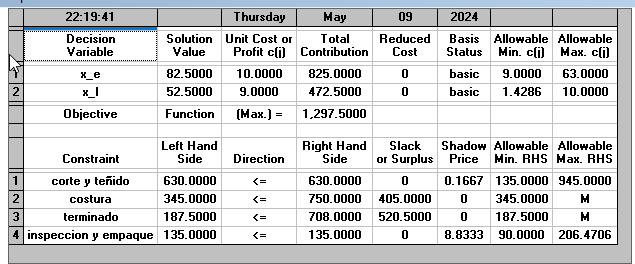 22:19:41 Thursday May 09 2024
Decision Solution Unit Cost or Total Reduced Basis Allowable Allowable
Variable Value Profit c(j) Contribution Cost Status Min. c(j) Max. c(j)
1 x_e 82.5000 10.0000 825.0000 0 basic 9.0000 63.0000
2 x_l 52.5000 9.0000 472.5000 0 basic 1.4286 10.0000
Objective Function (Max.) = 1,297.5000
Left Hand Right Hand Slack Shadow Allowable Allowable
Constraint Side Direction Side or Surplus Price Min. RHS Max. RHS
1 corte y teñido 630.0000 <= 630.0000 0 0.1667 135.0000 945.0000
2 costura 345.0000 <= 750.0000 405.0000 0 345.0000 M
3 terminado 187.5000 <= 708.0000 520.5000 0 187.5000 M
4 inspeccion y empaque 135.0000 <= 135.0000 0 8.8333 90.0000 206.4706